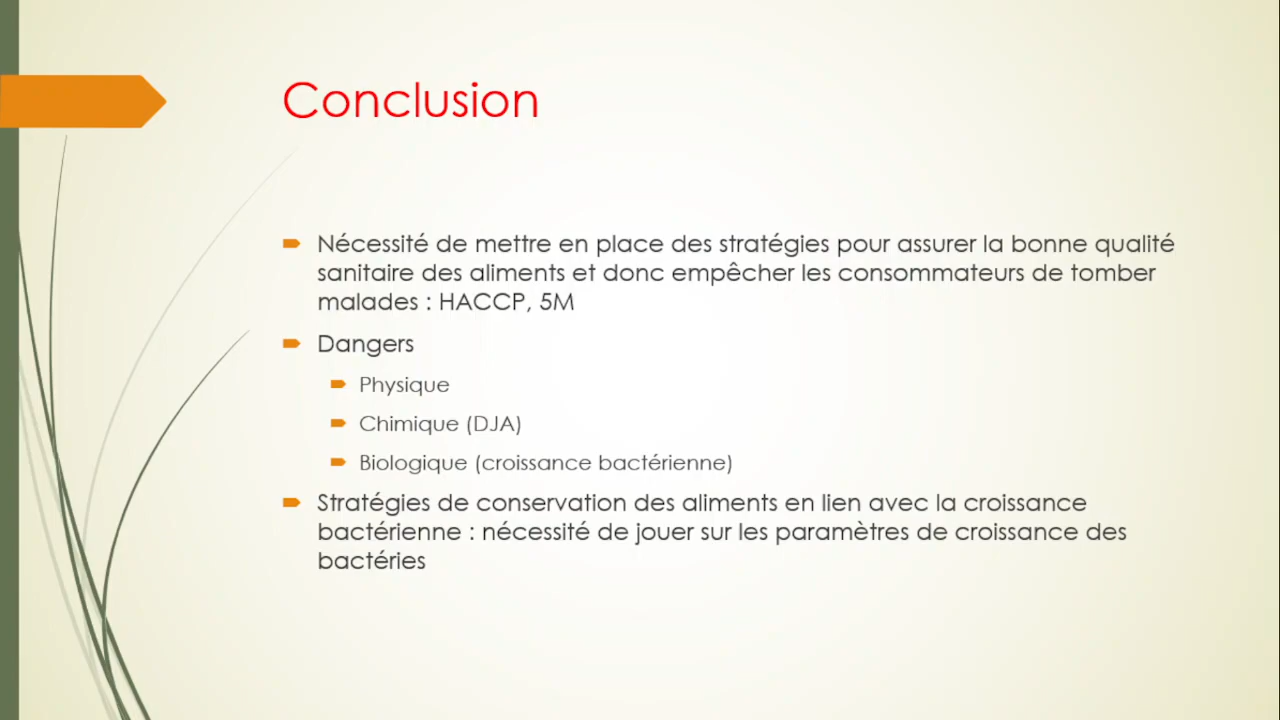 Conclusion
Nécessité de mettre en place des stratégies pour assurer la bonne qualité
sanitaire des aliments et donc empêcher les consommateurs de tomber
malades : HACCP, 5M
Dangers
Physique
Chimique (DJA)
Biologique (croissance bactérienne)
Stratégies de conservation des aliments en lien avec la croissance
bactérienne : nécessité de jouer sur les paramètres de croissance des
bactéries